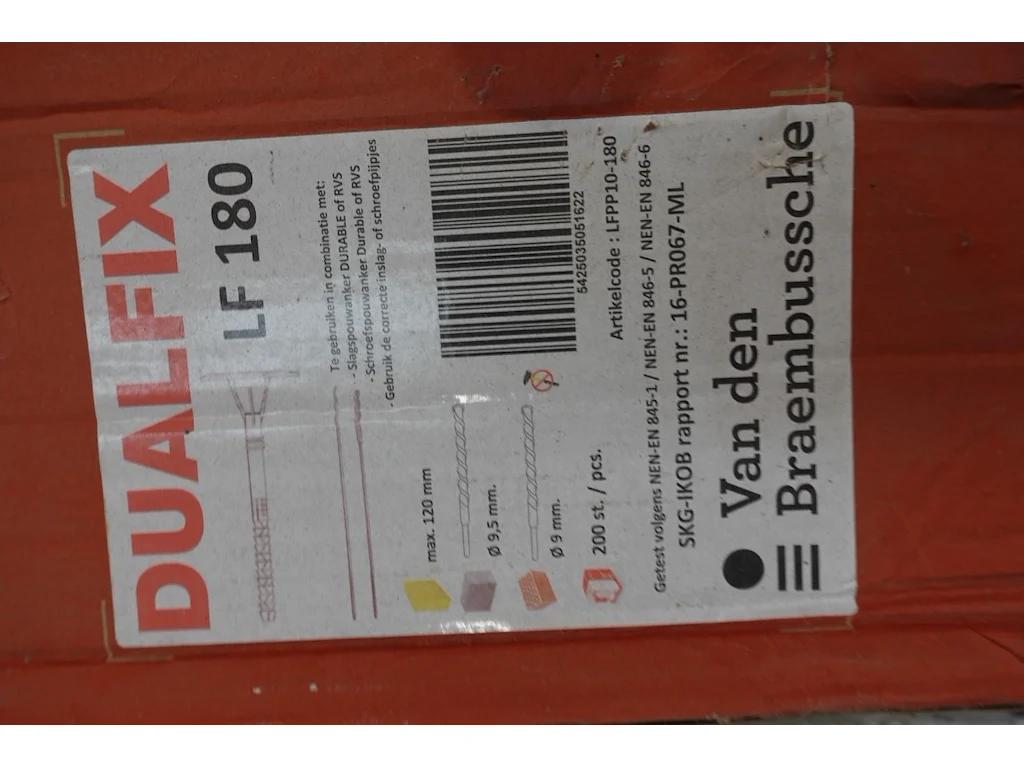 DUALFIX
LF 180
Te gebruiken in combinatie met:
- Slagspouwanker DURABLE of RVS
- Schroefspouwanker Durable of RVS
- Gebruik de correcte inslag- of schroefpijpjes
max. 120 mm
Ø 9,5 mm.
Ø 9 mm.
200 st. / pcs.
5425035051622
Artikelcode : LFPP10-180
Getest volgens NEN-EN 845-1 / NEN-EN 846-5 / NEN-EN 846-6
SKG-IKOB rapport nr.: 16-PR067-ML
Van den
Braembussche